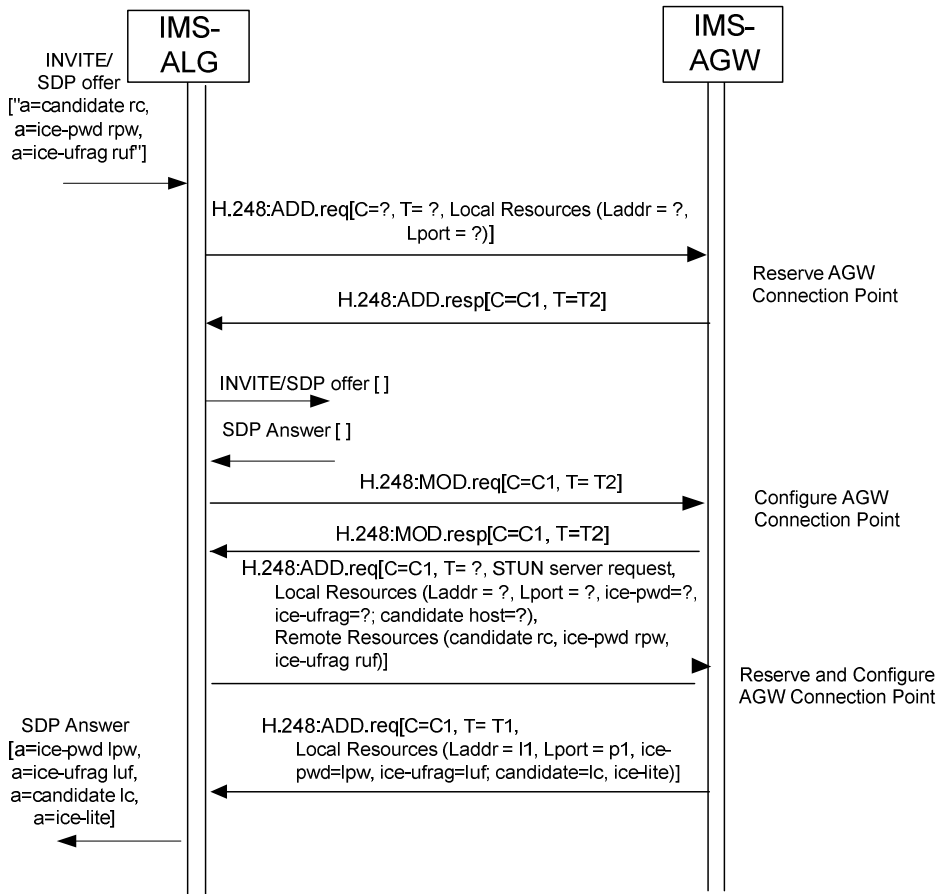 IMS-
ALG
IMS-
AGW
INVITE/
SDP offer
["a=candidate rc,
a=ice-pwd rpw,
a=ice-ufrag ruf"]
H.248:ADD.req[C=?, T= ?, Local Resources (Laddr = ?,
Lport = ?)]
Reserve AGW
Connection Point
H.248:ADD.resp[C=C1, T=T2]
INVITE/SDP offer [ ]
SDP Answer [ ]
H.248:MOD.req[C=C1, T= T2]
Configure AGW
Connection Point
H.248:MOD.resp[C=C1, T=T2]
H.248:ADD.req[C=C1, T= ?, STUN server request,
Local Resources (Laddr = ?, Lport = ?, ice-pwd=?,
ice-ufrag=?; candidate host=?),
Remote Resources (candidate rc, ice-pwd rpw,
ice-ufrag ruf)]
Reserve and Configure
AGW Connection Point
H.248:ADD.req[C=C1, T= T1,
Local Resources (Laddr = l1, Lport = p1, ice-
pwd=lpw, ice-ufrag=luf; candidate=lc, ice-lite)]
SDP Answer
[a=ice-pwd lpw,
a=ice-ufrag luf,
a=candidate lc,
a=ice-lite]